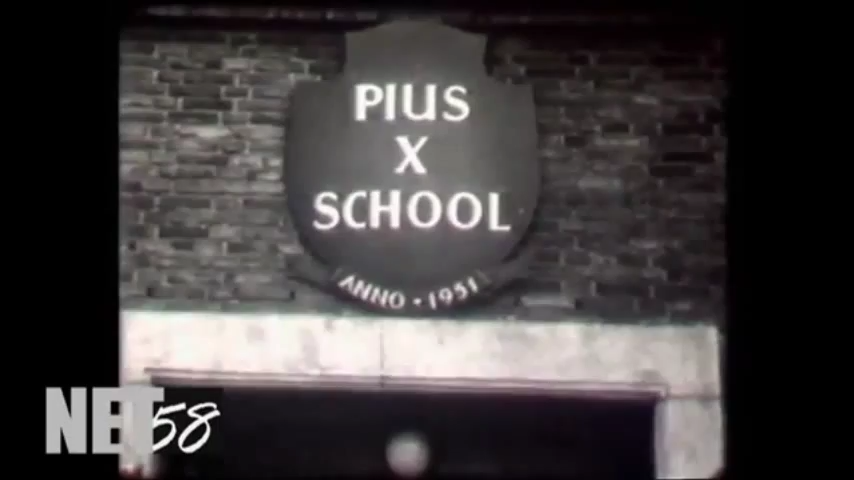 PIUS
X
SCHOOL
ANNO • 1951
NET58